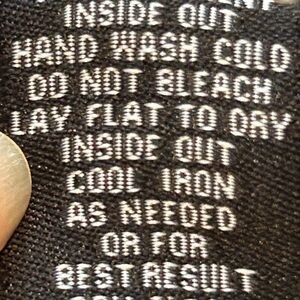 INSIDE OUT
HAND WASH COLD
DO NOT BLEACH
LAY FLAT TO DRY
INSIDE OUT
COOL IRON
AS NEEDED
OR FOR
BEST RESULT